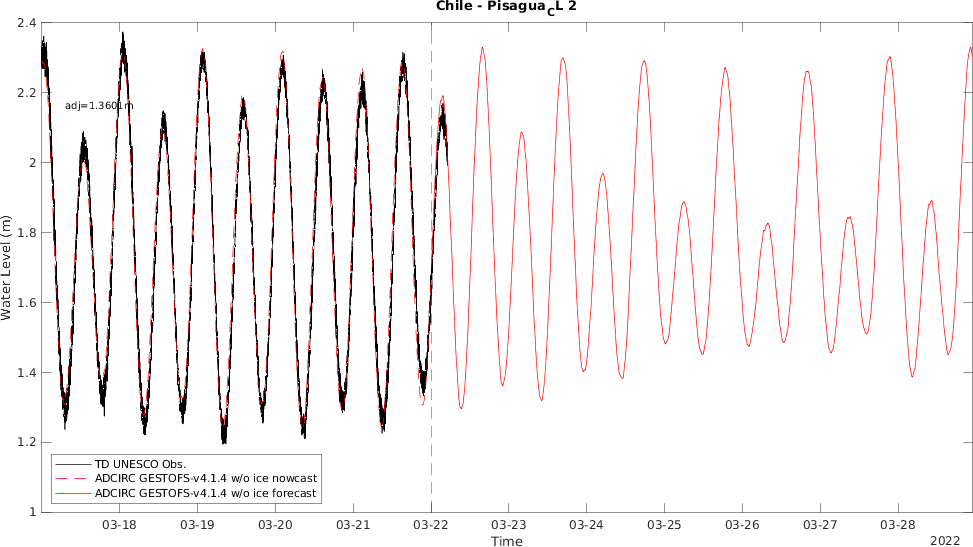 Chile - PisaguaCL 2
2.4
2.2
2
1.8
1.6
1.4
1.2
1
Water Level (m)
adj=1.3601m
TD UNESCO Obs.
ADCIRC GESTOFS-v4.1.4 w/o ice nowcast
ADCIRC GESTOFS-v4.1.4 w/o ice forecast
03-18 03-19 03-20 03-21 03-22 03-23 03-24 03-25 03-26 03-27 03-28
Time
2022